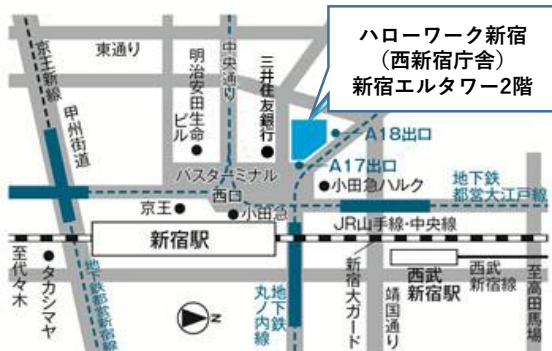 ハローワーク新宿
（西新宿庁舎）
新宿エルタワー2階
東通り
京王新線
甲州街道
明治安田生命
ビル
中央通り
三井住友銀行
A18出口
A17出口
バスターミナル
西口
小田急ハルク
地下鉄
都営大江戸線
京王
小田急
JR山手線・中央線
新宿駅
至代々木
タカシマヤ
地下鉄都営新宿線
N
地下鉄
丸ノ内線
新宿大ガード
靖国通り
西武
新宿駅
西武
新宿線
至高田馬場